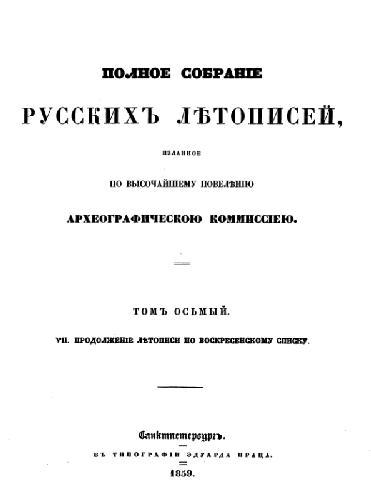 ПОЛНОЕ СОБРАНІЕ
РУССКИХЪ ЛѢТОПИСЕЙ,
ИЗДАННОЕ
ПО ВЫСОЧАЙШЕМУ ПОВЕЛѢНІЮ
АРХЕОГРАФИЧЕСКОЮ КОММИССІЕЮ.
ТОМЪ ОСЬМЫЙ.
VII. ПРОДОЛЖЕНІЕ ЛѢТОПИСИ ПО ВОСКРЕСЕНСКОМУ СПИСКУ.
Санктпетербургъ.
ВЪ ТИПОГРАФІИ ЭДУАРДА ПРАЦА.
1859.